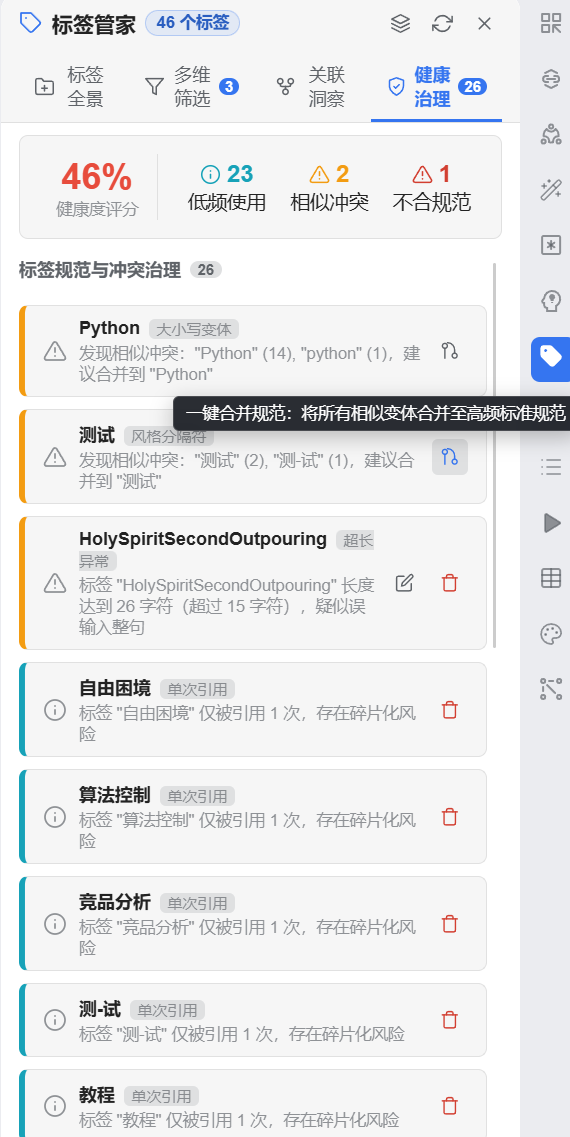 标签管家 46 个标签
标签
全景
多维
筛选 3
关联
洞察
健康
治理 26
46%
健康度评分
23
低频使用
2
相似冲突
1
不合规范
标签规范与冲突治理 26
Python 大小写变体
发现相似冲突："Python" (14), "python" (1)，建
议合并到 "Python"
一键合并规范：将所有相似变体合并至高频标准规范
测试 风格分隔符
发现相似冲突："测试" (2), "测-试" (1)，建议合
并到 "测试"
HolySpiritSecondOutpouring 超长
异常
标签 "HolySpiritSecondOutpouring" 长度
达到 26 字符（超过 15 字符），疑似误
输入整句
自由困境 单次引用
标签 "自由困境" 仅被引用 1 次，存在碎片化风
险
算法控制 单次引用
标签 "算法控制" 仅被引用 1 次，存在碎片化风
险
竞品分析 单次引用
标签 "竞品分析" 仅被引用 1 次，存在碎片化风
险
测-试 单次引用
标签 "测-试" 仅被引用 1 次，存在碎片化风险
教程 单次引用
标签 "教程" 仅被引用 1 次，存在碎片化风险